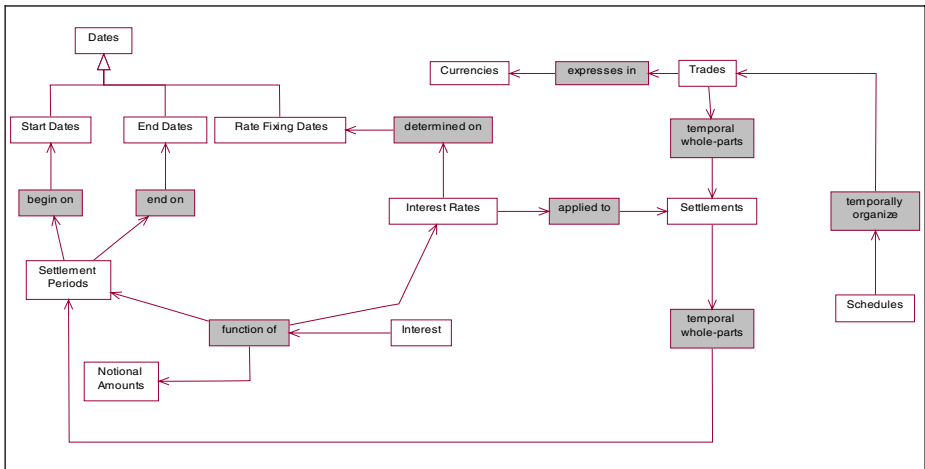 Dates
Currencies
expresses in
Trades
Start Dates
End Dates
Rate Fixing Dates
determined on
temporal
whole-parts
begin on
end on
Interest Rates
applied to
Settlements
temporally
organize
Settlement
Periods
function of
Interest
temporal
whole-parts
Schedules
Notional
Amounts